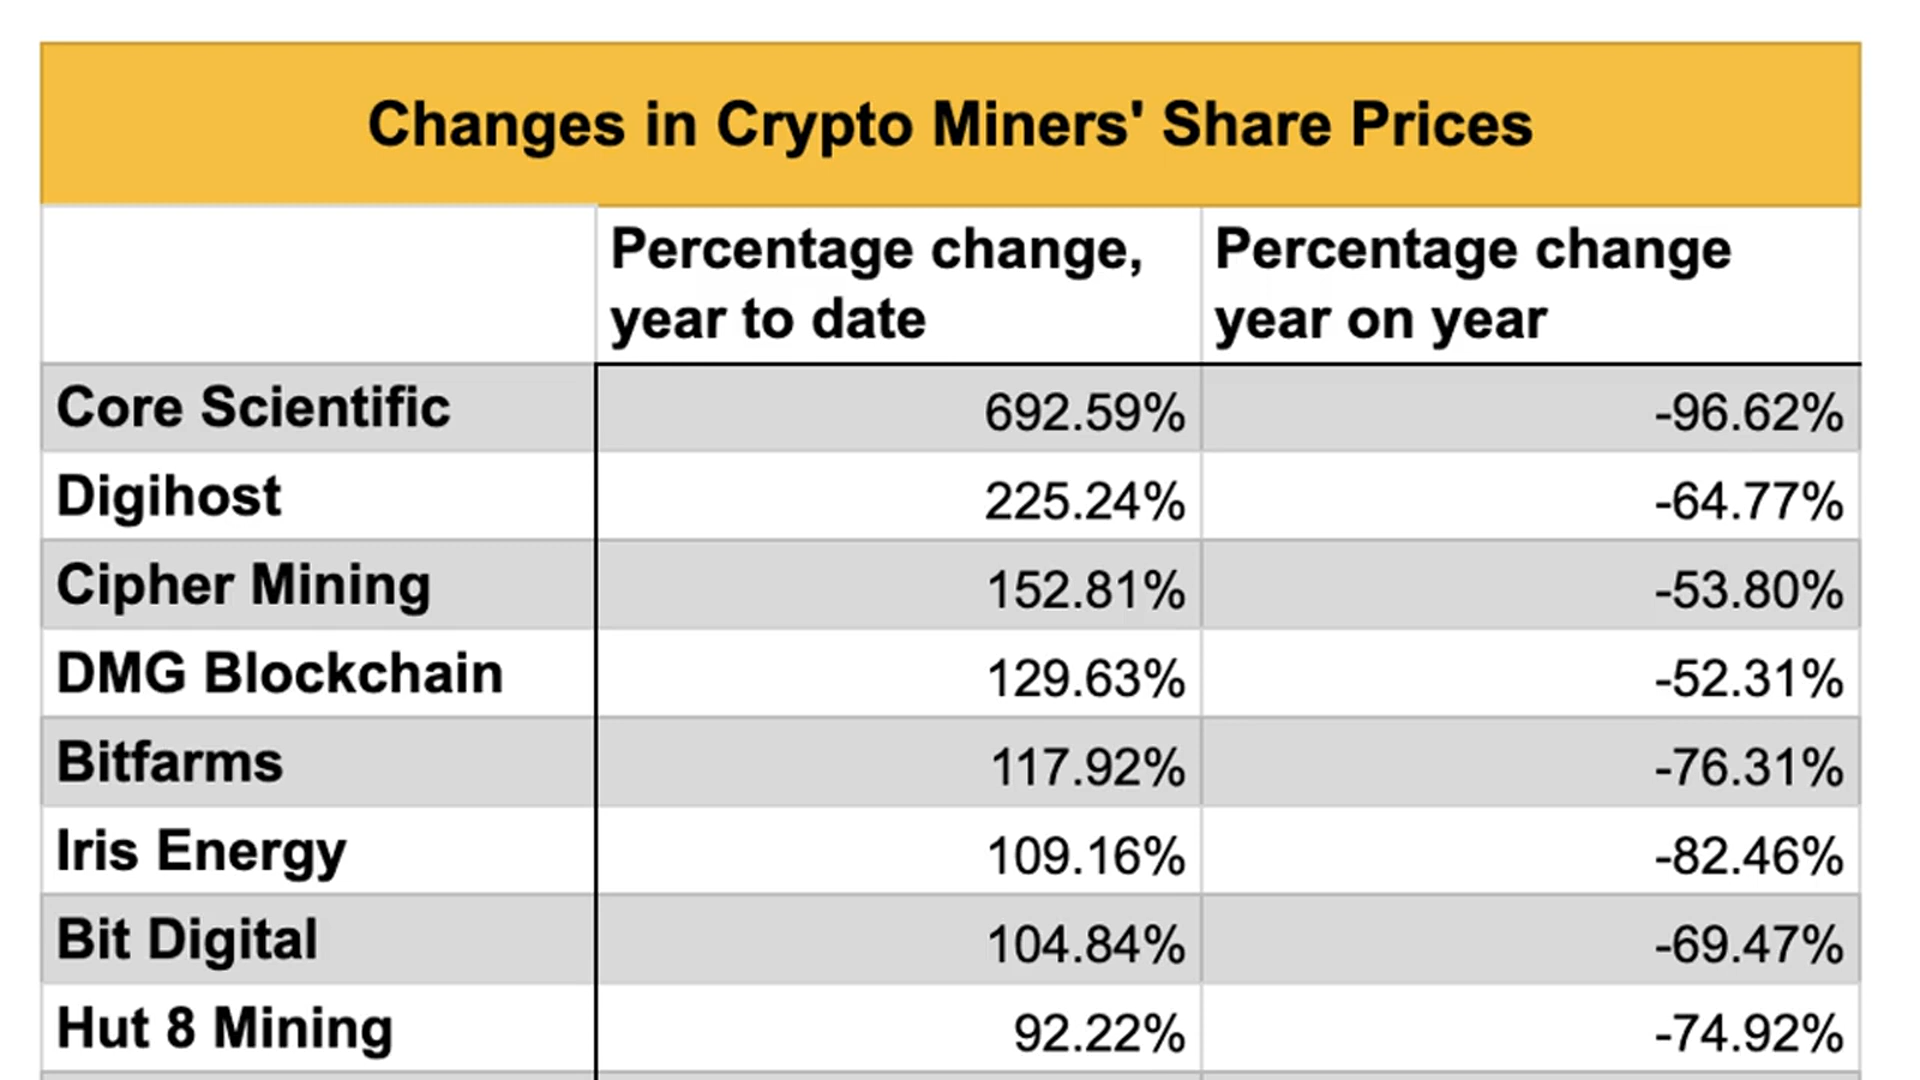 Changes in Crypto Miners' Share Prices
Percentage change, year to date
Percentage change year on year
Core Scientific 692.59% -96.62%
Digihost 225.24% -64.77%
Cipher Mining 152.81% -53.80%
DMG Blockchain 129.63% -52.31%
Bitfarms 117.92% -76.31%
Iris Energy 109.16% -82.46%
Bit Digital 104.84% -69.47%
Hut 8 Mining 92.22% -74.92%